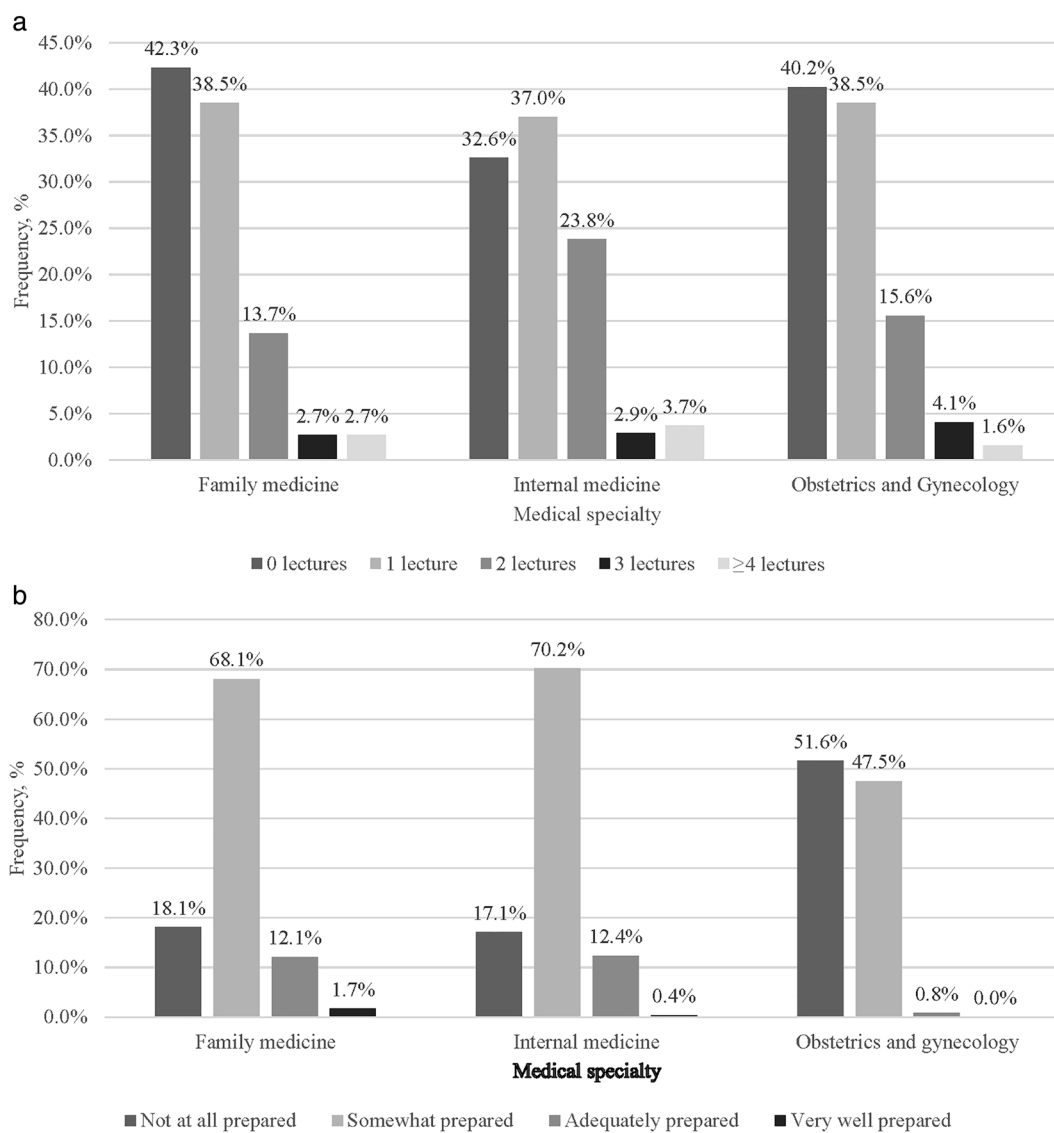 a
45.0%
40.0%
35.0%
30.0%
25.0%
20.0%
15.0%
10.0%
5.0%
0.0%
Frequency, %
42.3%
38.5%
13.7%
2.7%
2.7%
32.6%
37.0%
23.8%
2.9%
3.7%
40.2%
38.5%
15.6%
4.1%
1.6%
Family medicine
Internal medicine
Obstetrics and Gynecology
Medical specialty
0 lectures
1 lecture
2 lectures
3 lectures
≥4 lectures
b
80.0%
70.0%
60.0%
50.0%
40.0%
30.0%
20.0%
10.0%
0.0%
Frequency, %
18.1%
68.1%
12.1%
1.7%
17.1%
70.2%
12.4%
0.4%
51.6%
47.5%
0.8%
0.0%
Family medicine
Internal medicine
Obstetrics and gynecology
Medical specialty
Not at all prepared
Somewhat prepared
Adequately prepared
Very well prepared